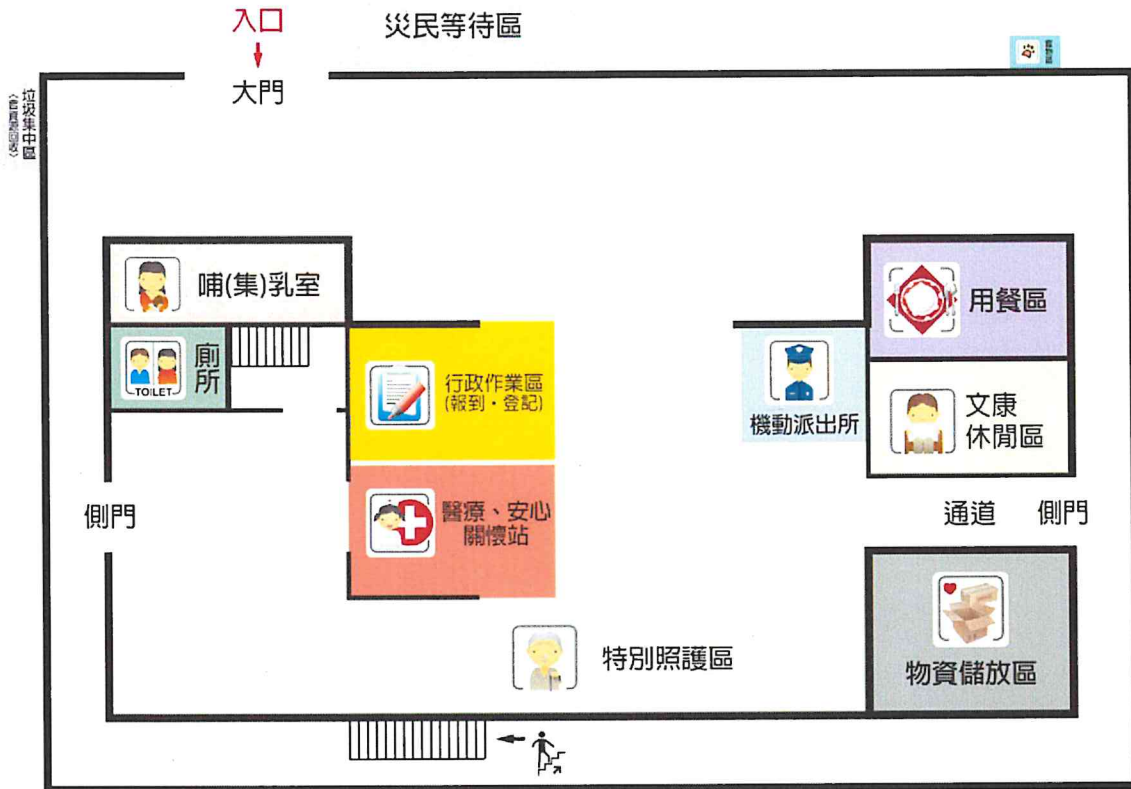 入口
災民等待區
大門
垃圾集中區
哺(集)乳室
TOILET
廁所
行政作業區
(報到・登記)
用餐區
機動派出所
文康
休閒區
側門
醫療、安心
關懷站
通道
側門
特別照護區
物資儲放區